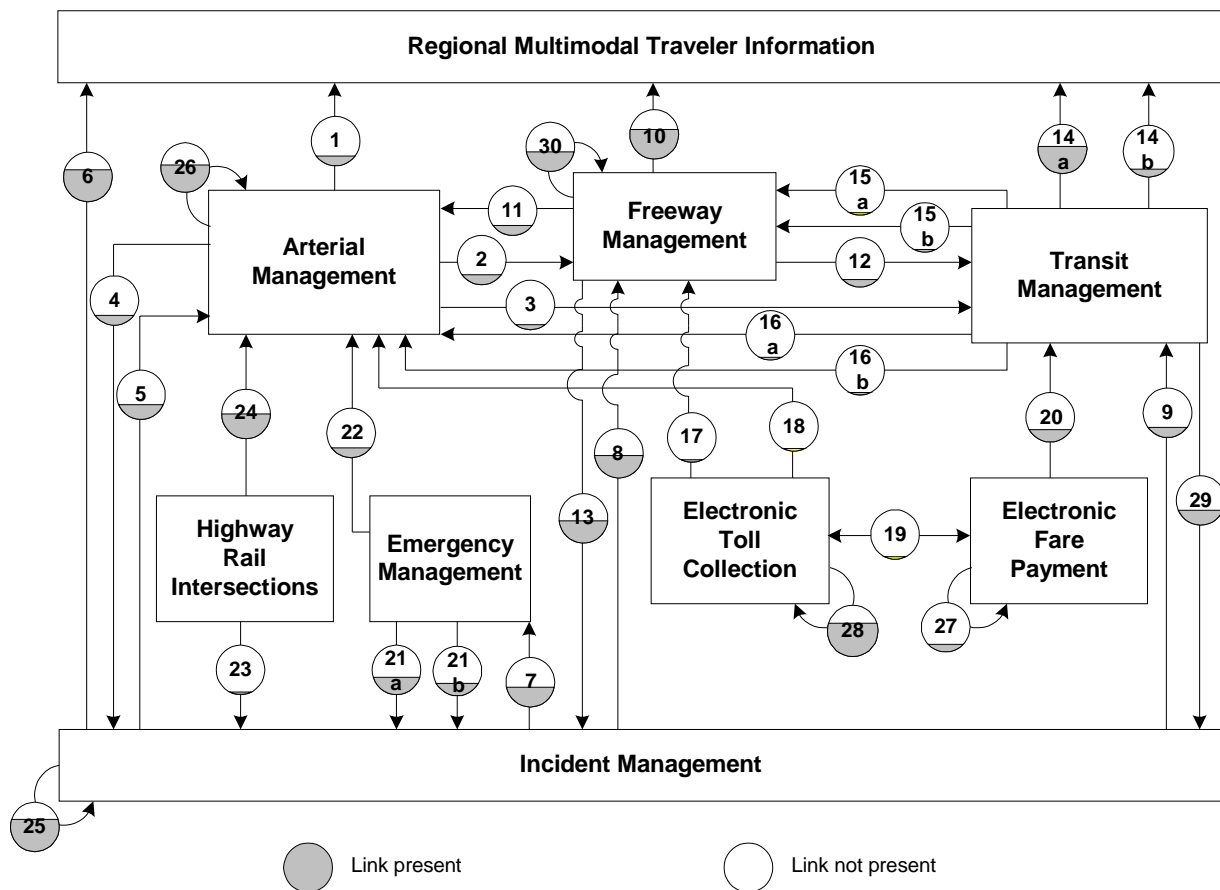 Regional Multimodal Traveler Information
1
10
14
a
14
b
6
26
30
15
a
11
Freeway
Management
15
b
Arterial
Management
2
12
Transit
Management
4
3
16
a
5
16
b
24
22
8
17
18
20
9
13
29
Highway
Rail
Intersections
Emergency
Management
Electronic
Toll
Collection
19
Electronic
Fare
Payment
28
27
23
21
a
21
b
7
Incident Management
25
Link present
Link not present